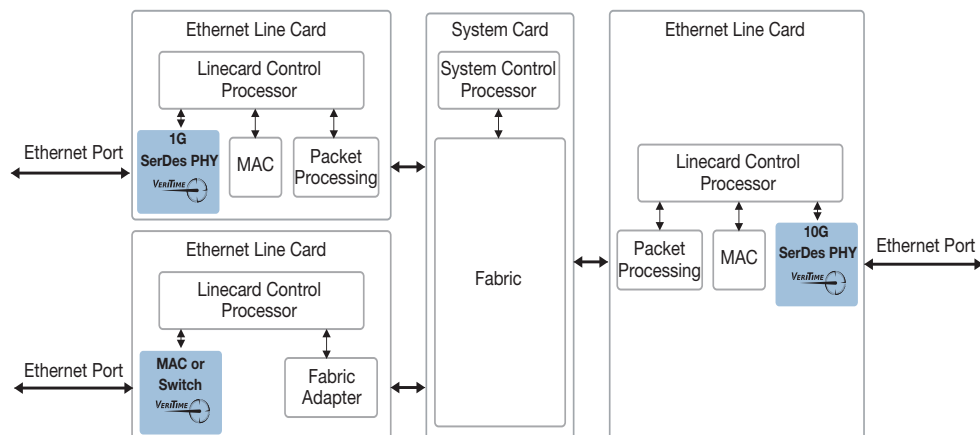 Ethernet Line Card
Linecard Control
Processor
1G
SerDes PHY
VERITIME
MAC
Packet
Processing
Ethernet Port
Ethernet Line Card
Linecard Control
Processor
MAC or
Switch
VERITIME
Fabric
Adapter
Ethernet Port
System Card
System Control
Processor
Fabric
Ethernet Line Card
Linecard Control
Processor
Packet
Processing
MAC
10G
SerDes PHY
VERITIME
Ethernet Port